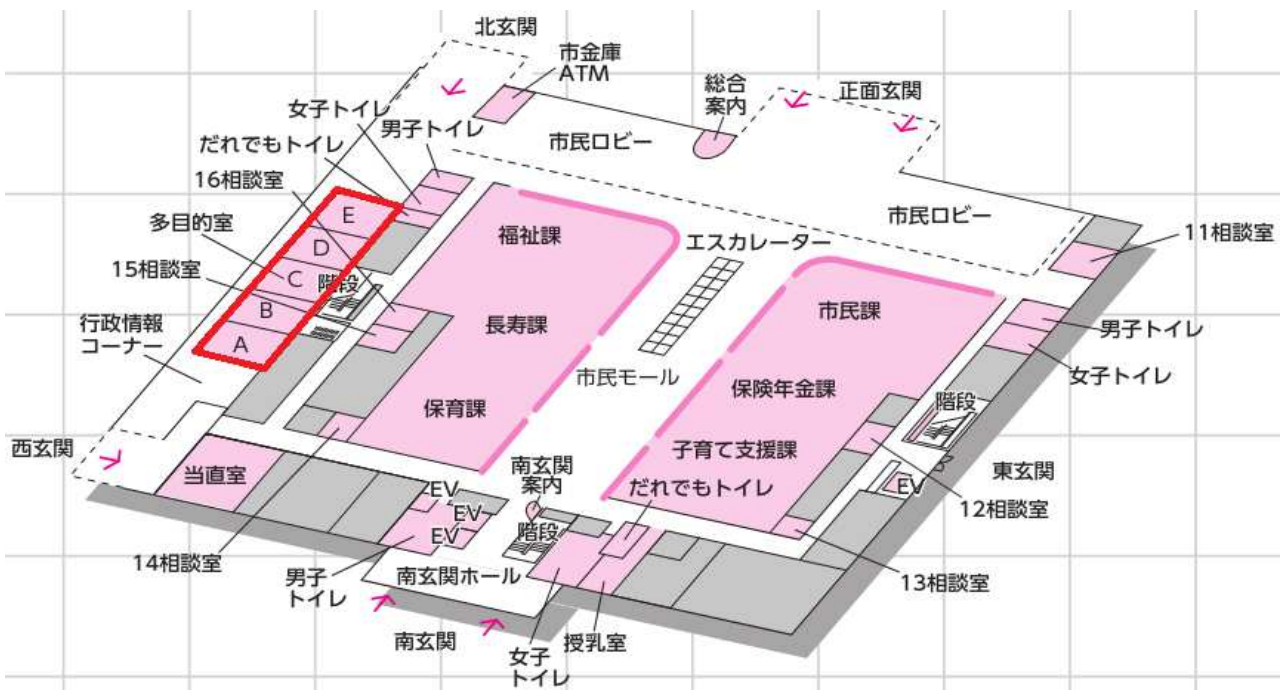 北玄関
市金庫
ATM
総合
案内
正面玄関
女子トイレ
男子トイレ
市民ロビー
だれでもトイレ
16相談室
多目的室
E
福祉課
市民ロビー
11相談室
D
エスカレーター
15相談室
C
階段
B
長寿課
市民課
行政情報
コーナー
A
男子トイレ
市民モール
保険年金課
女子トイレ
保育課
階段
西玄関
子育て支援課
当直室
南玄関
案内
東玄関
EV
だれでもトイレ
EV
EV
EV
12相談室
階段
14相談室
男子
トイレ
南玄関ホール
13相談室
南玄関
女子
トイレ
授乳室